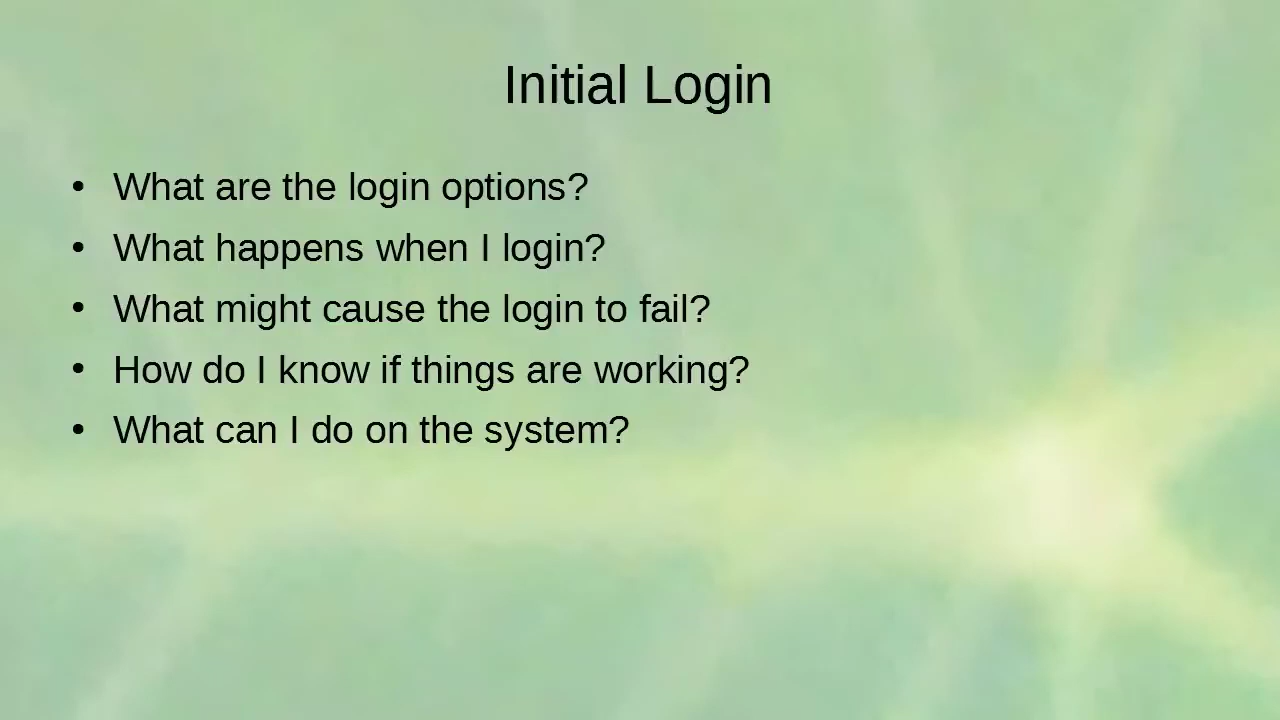 Initial Login
• What are the login options?
• What happens when I login?
• What might cause the login to fail?
• How do I know if things are working?
• What can I do on the system?